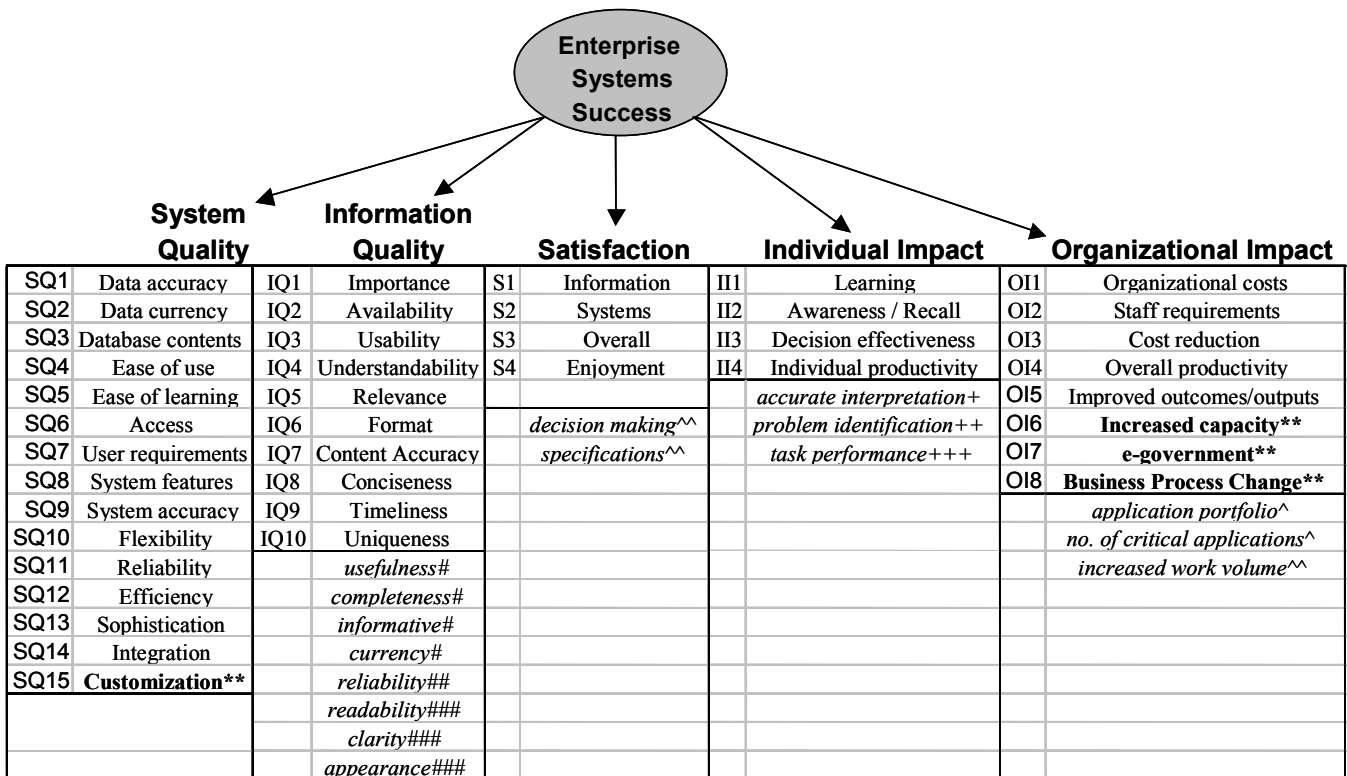 Enterprise
Systems
Success
System
Quality
Information
Quality
Satisfaction
Individual Impact
Organizational Impact
SQ1 Data accuracy IQ1 Importance S1 Information II1 Learning OI1 Organizational costs
SQ2 Data currency IQ2 Availability S2 Systems II2 Awareness / Recall OI2 Staff requirements
SQ3 Database contents IQ3 Usability S3 Overall II3 Decision effectiveness OI3 Cost reduction
SQ4 Ease of use IQ4 Understandability S4 Enjoyment II4 Individual productivity OI4 Overall productivity
SQ5 Ease of learning IQ5 Relevance accurate interpretation+ OI5 Improved outcomes/outputs
SQ6 Access IQ6 Format decision making^^ problem identification++ OI6 Increased capacity**
SQ7 User requirements IQ7 Content Accuracy specifications^^ task performance+++ OI7 e-government**
SQ8 System features IQ8 Conciseness OI8 Business Process Change**
SQ9 System accuracy IQ9 Timeliness application portfolio^
SQ10 Flexibility IQ10 Uniqueness no. of critical applications^
SQ11 Reliability usefulness# increased work volume^^
SQ12 Efficiency completeness#
SQ13 Sophistication informative#
SQ14 Integration currency#
SQ15 Customization** reliability##
readability###
clarity###
appearance###